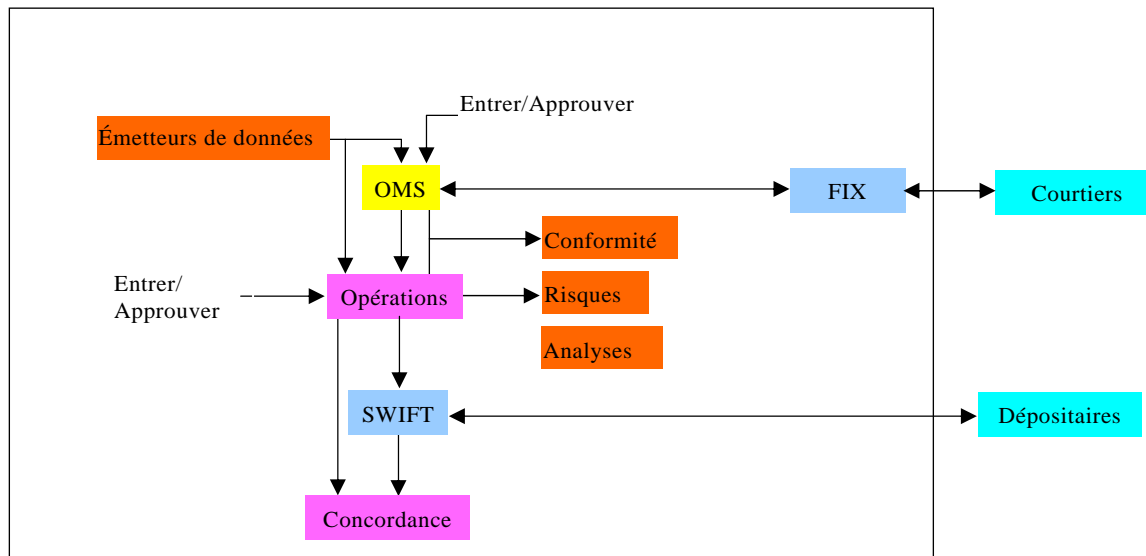 Entrer/Approuver
Émetteurs de données
OMS
FIX
Courtiers
Conformité
Entrer/
Approuver
Opérations
Risques
Analyses
SWIFT
Dépositaires
Concordance